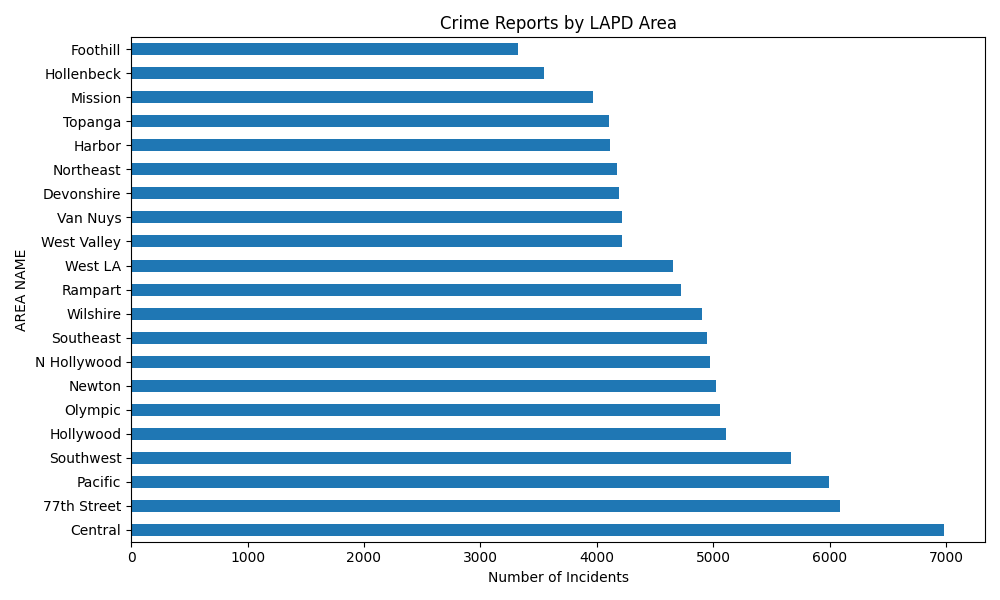 Crime Reports by LAPD Area
AREA NAME
Foothill
Hollenbeck
Mission
Topanga
Harbor
Northeast
Devonshire
Van Nuys
West Valley
West LA
Rampart
Wilshire
Southeast
N Hollywood
Newton
Olympic
Hollywood
Southwest
Pacific
77th Street
Central
0 1000 2000 3000 4000 5000 6000 7000
Number of Incidents